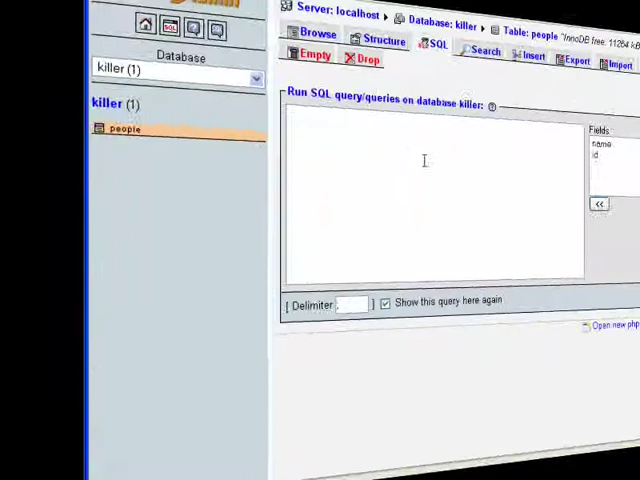 Server: localhost Database: killer Table: people "InnoDB free: 11264 kB
SQL
Browse Structure SQL Search Insert Export Import
Empty Drop
Database
killer (1)
killer (1)
people
Run SQL query/queries on database killer:
Fields
name
id
<<
[ Delimiter ] Show this query here again
Open new php